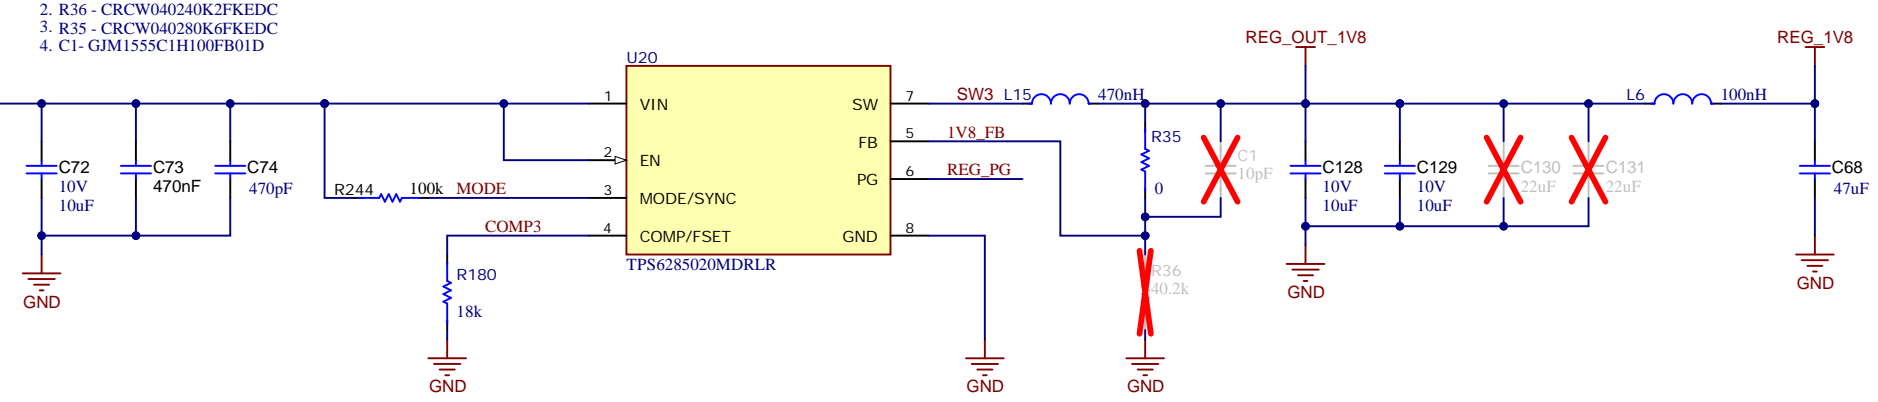 2. R36 - CRCW040240K2FKEDC
3. R35 - CRCW040280K6FKEDC
4. C1- GJM1555C1H100FB01D
REG_OUT_1V8
REG_1V8
U20
1
VIN
SW
7
SW3
L15
470nH
L6
100nH
2
EN
FB
5
1V8_FB
R35
0
C1
10pF
C72
10V
10uF
C73
470nF
C74
470pF
R244
100k
MODE
3
MODE/SYNC
PG
6
REG_PG
C128
10V
10uF
C129
10V
10uF
C130
22uF
C131
22uF
C68
47uF
COMP3
4
COMP/FSET
GND
8
TPS6285020MDRLR
R180
18k
R36
40.2k
GND
GND
GND
GND
GND
GND